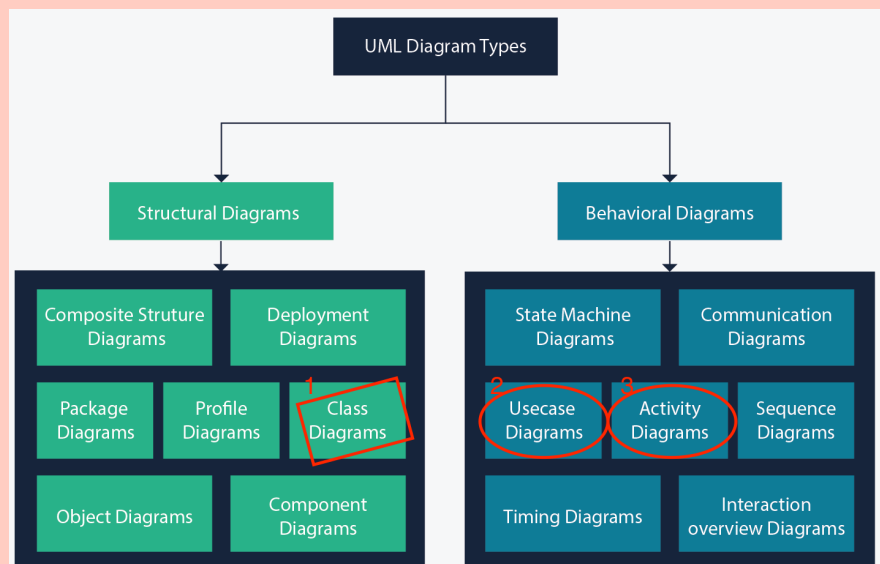 UML Diagram Types
Structural Diagrams
Behavioral Diagrams
Composite Struture
Diagrams
Deployment
Diagrams
Package
Diagrams
Profile
Diagrams
1
Class
Diagrams
Object Diagrams
Component
Diagrams
State Machine
Diagrams
Communication
Diagrams
2
Usecase
Diagrams
3
Activity
Diagrams
Sequence
Diagrams
Timing Diagrams
Interaction
overview Diagrams